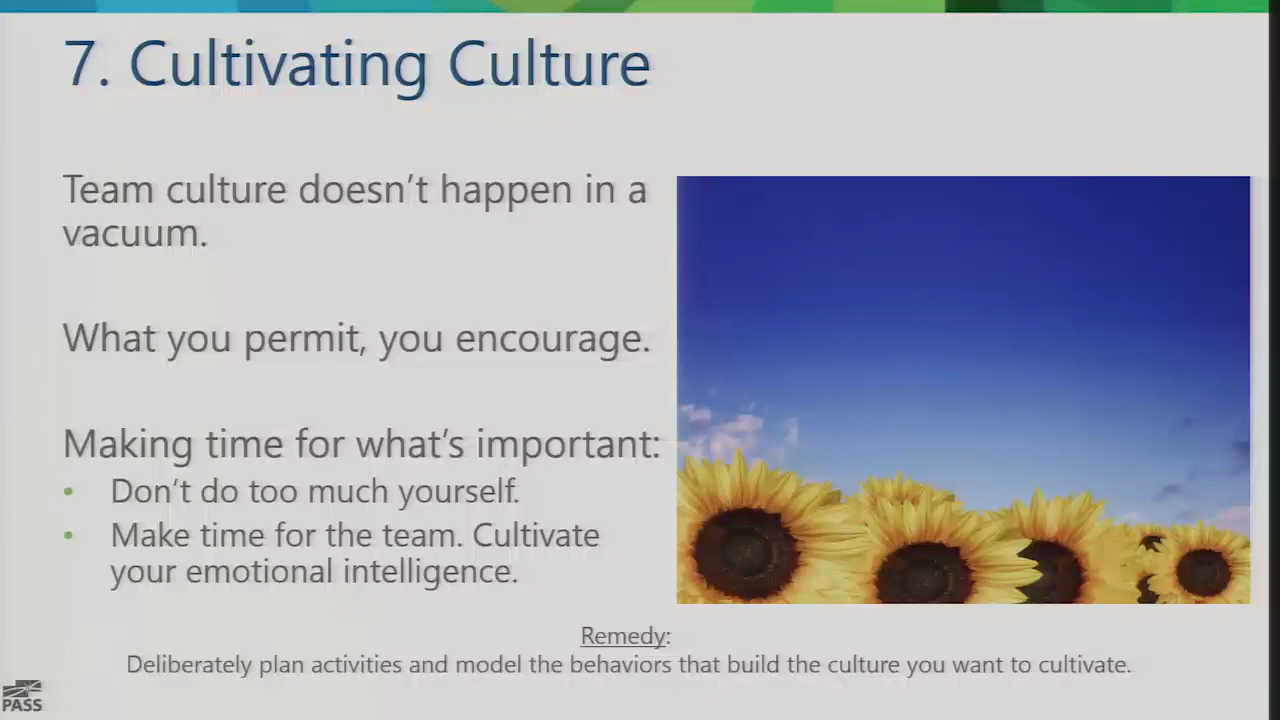 7. Cultivating Culture
Team culture doesn't happen in a
vacuum.
What you permit, you encourage.
Making time for what's important:
• Don't do too much yourself.
• Make time for the team. Cultivate
your emotional intelligence.
Remedy:
Deliberately plan activities and model the behaviors that build the culture you want to cultivate.
PASS